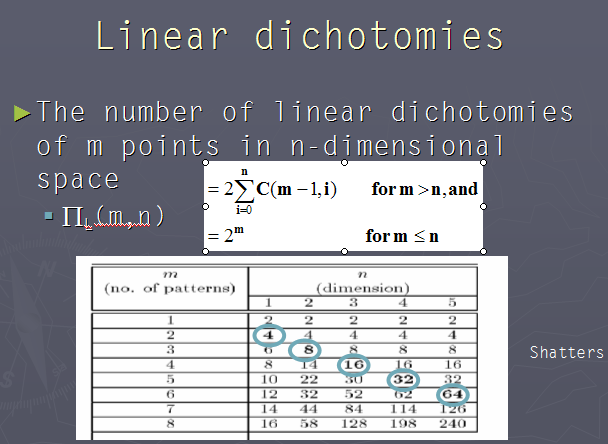 Linear dichotomies
The number of linear dichotomies
of m points in n-dimensional
space
= 2∑C(m – 1, i) for m > n, and
n
i=0
Π_L(m,n)
= 2^m for m ≤ n
m n
(no. of patterns) (dimension)
1 2 3 4 5
1 2 2 2 2 2
2 4 4 4 4 4
3 6 8 8 8 8
4 8 14 16 16 16
5 10 22 30 32 32
6 12 32 52 62 64
7 14 44 84 114 126
8 16 58 128 198 240
Shatters